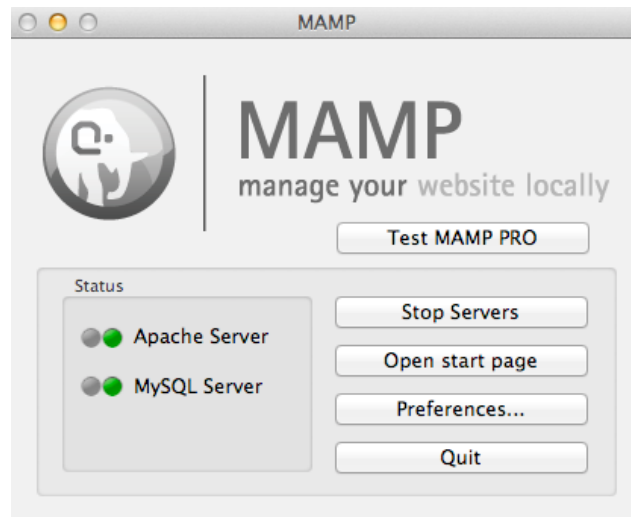 MAMP
MAMP
manage your website locally
Test MAMP PRO
Status
Apache Server
MySQL Server
Stop Servers
Open start page
Preferences...
Quit